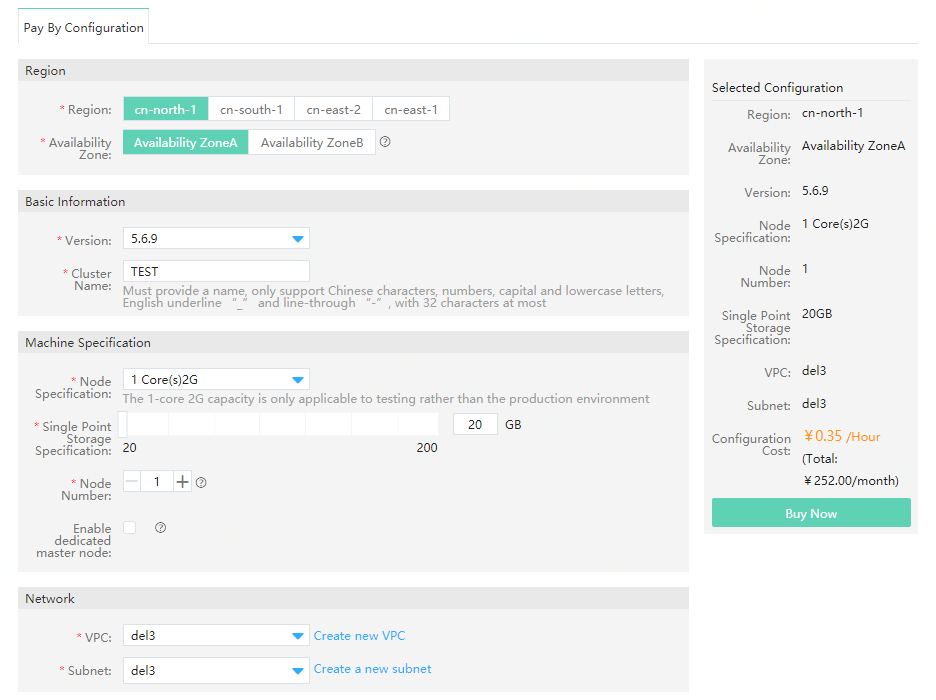 Pay By Configuration
Region
* Region: cn-north-1 cn-south-1 cn-east-2 cn-east-1
* Availability Zone: Availability ZoneA Availability ZoneB ?
Basic Information
* Version: 5.6.9
* Cluster Name: TEST
Must provide a name, only support Chinese characters, numbers, capital and lowercase letters,
English underline “_” and line-through “-” , with 32 characters at most
Machine Specification
* Node Specification: 1 Core(s)2G
The 1-core 2G capacity is only applicable to testing rather than the production environment
* Single Point Storage Specification: 20 GB
20 200
* Node Number: − 1 + ?
Enable dedicated master node: ?
Network
* VPC: del3 Create new VPC
* Subnet: del3 Create a new subnet
Selected Configuration
Region: cn-north-1
Availability Zone: Availability ZoneA
Version: 5.6.9
Node Specification: 1 Core(s)2G
Node Number: 1
Single Point Storage Specification: 20GB
VPC: del3
Subnet: del3
Configuration Cost: ¥0.35 /Hour
(Total:
¥252.00/month)
Buy Now